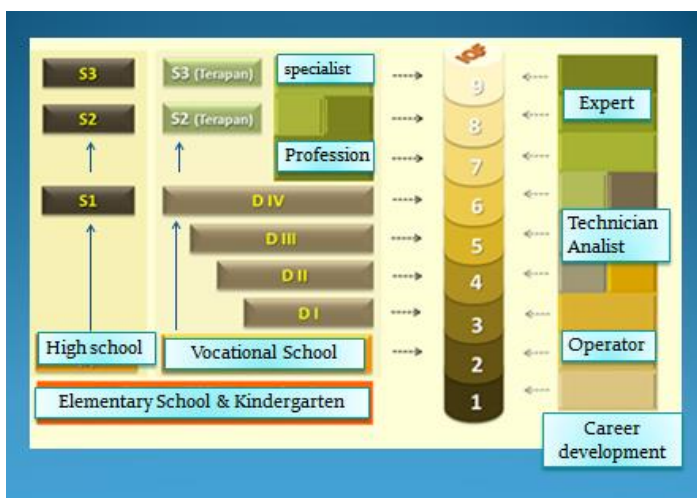 S3
S3 (Terapan)
specialist
S2
S2 (Terapan)
Profession
S1
D IV
D III
D II
D I
High school
Vocational School
Elementary School & Kindergarten
9
8
7
6
5
4
3
2
1
Expert
Technician
Analist
Operator
Career
development